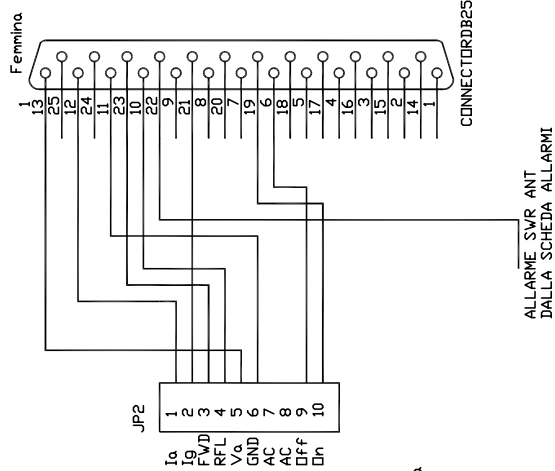 Femmina
CONNECTORDB25
1
13
25
12
24
11
23
10
22
9
21
8
20
7
19
6
18
5
17
4
16
3
15
2
14
1
ALLARME SWR ANT
DALLA SCHEDA ALLARMI
JP2
1
2
3
4
5
6
7
8
9
10
Ia
Ig
FWD
RFL
Va
GND
AC
AC
Off
On